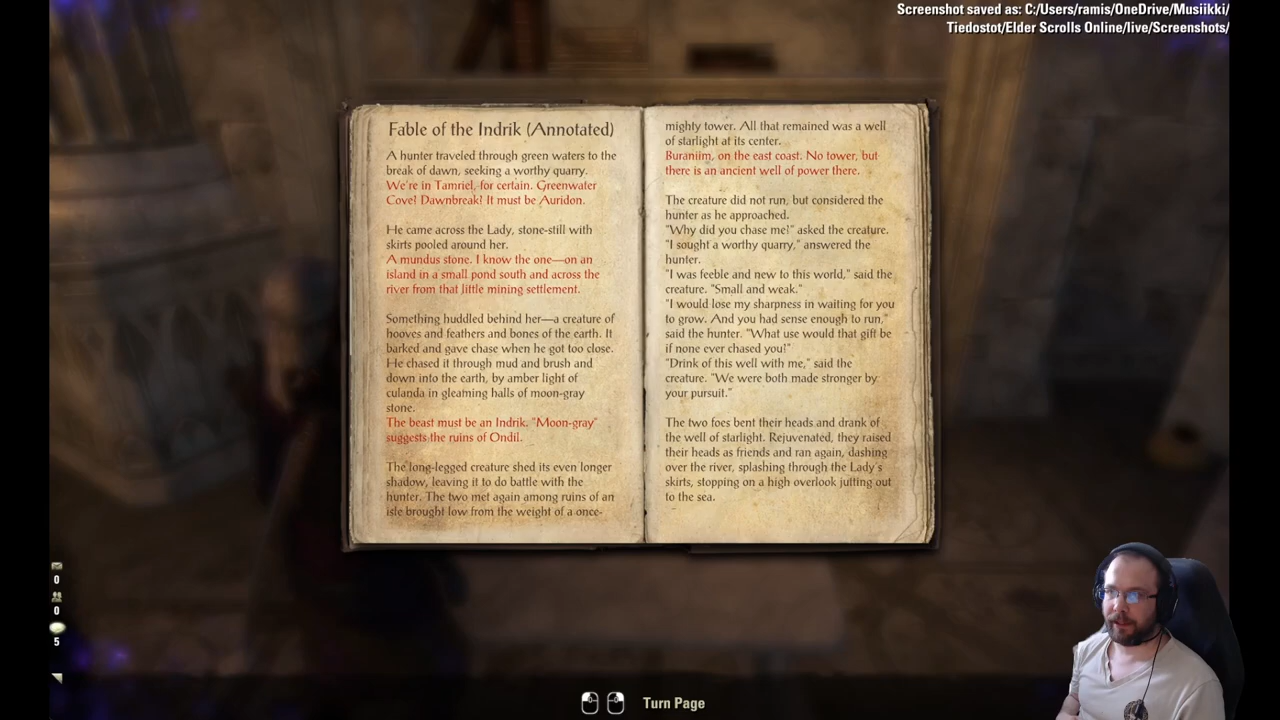 Screenshot saved as: C:/Users/ramis/OneDrive/Musiikki/
Tiedostot/Elder Scrolls Online/live/Screenshots/
Fable of the Indrik (Annotated)
A hunter traveled through green waters to the
break of dawn, seeking a worthy quarry.
We're in Tamriel, for certain. Greenwater
Cove? Dawnbreak? It must be Auridon.
He came across the Lady, stone-still with
skirts pooled around her.
A mundus stone. I know the one—on an
island in a small pond south and across the
river from that little mining settlement.
Something huddled behind her—a creature of
hooves and feathers and bones of the earth. It
barked and gave chase when he got too close.
He chased it through mud and brush and
down into the earth, by amber light of
culanda in gleaming halls of moon-gray
stone.
The beast must be an Indrik. "Moon-gray"
suggests the ruins of Ondil.
The long-legged creature shed its even longer
shadow, leaving it to do battle with the
hunter. The two met again among ruins of an
isle brought low from the weight of a once-
mighty tower. All that remained was a well
of starlight at its center.
Buraniim, on the east coast. No tower, but
there is an ancient well of power there.
The creature did not run, but considered the
hunter as he approached.
"Why did you chase me?" asked the creature.
"I sought a worthy quarry," answered the
hunter.
"I was feeble and new to this world," said the
creature. "Small and weak."
"I would lose my sharpness in waiting for you
to grow. And you had sense enough to run,"
said the hunter. "What use would that gift be
if none ever chased you?"
"Drink of this well with me," said the
creature. "We were both made stronger by
your pursuit."
The two foes bent their heads and drank of
the well of starlight. Rejuvenated, they raised
their heads as friends and ran again, dashing
over the river, splashing through the Lady's
skirts, stopping on a high overlook jutting out
to the sea.
0
0
5
Turn Page